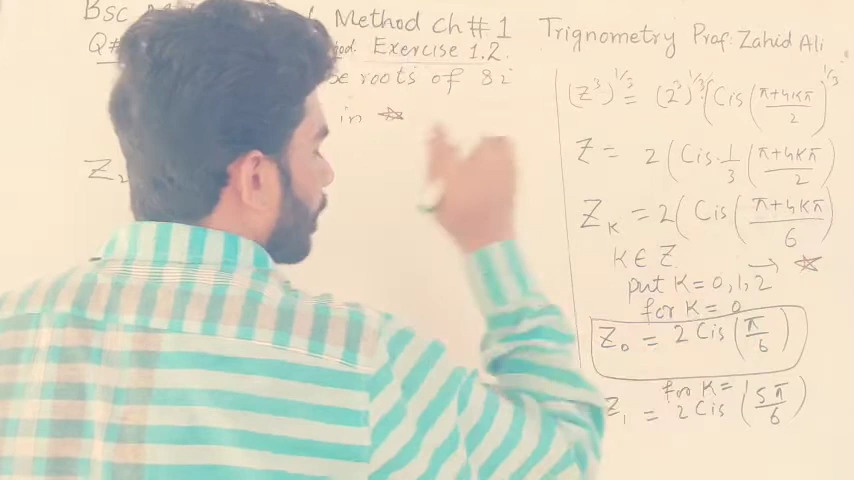 Bsc Method Ch # 1 Trignometry Prof. Zahid Ali
Q# Exercise 1.2.
roots of 8i
in ☆
Z₂
(Z³)^1/3 = (2³)^1/3 (Cis (π+4kπ/2))^1/3
Z = 2 (Cis·1/3 (π+4kπ/2)
Z_K = 2 (Cis (π+4kπ/6)
K ∈ Z
put K = 0, 1, 2 → ☆
for K = 0
Z₀ = 2 Cis (π/6)
for K =
Z₁ = 2 Cis (5π/6)